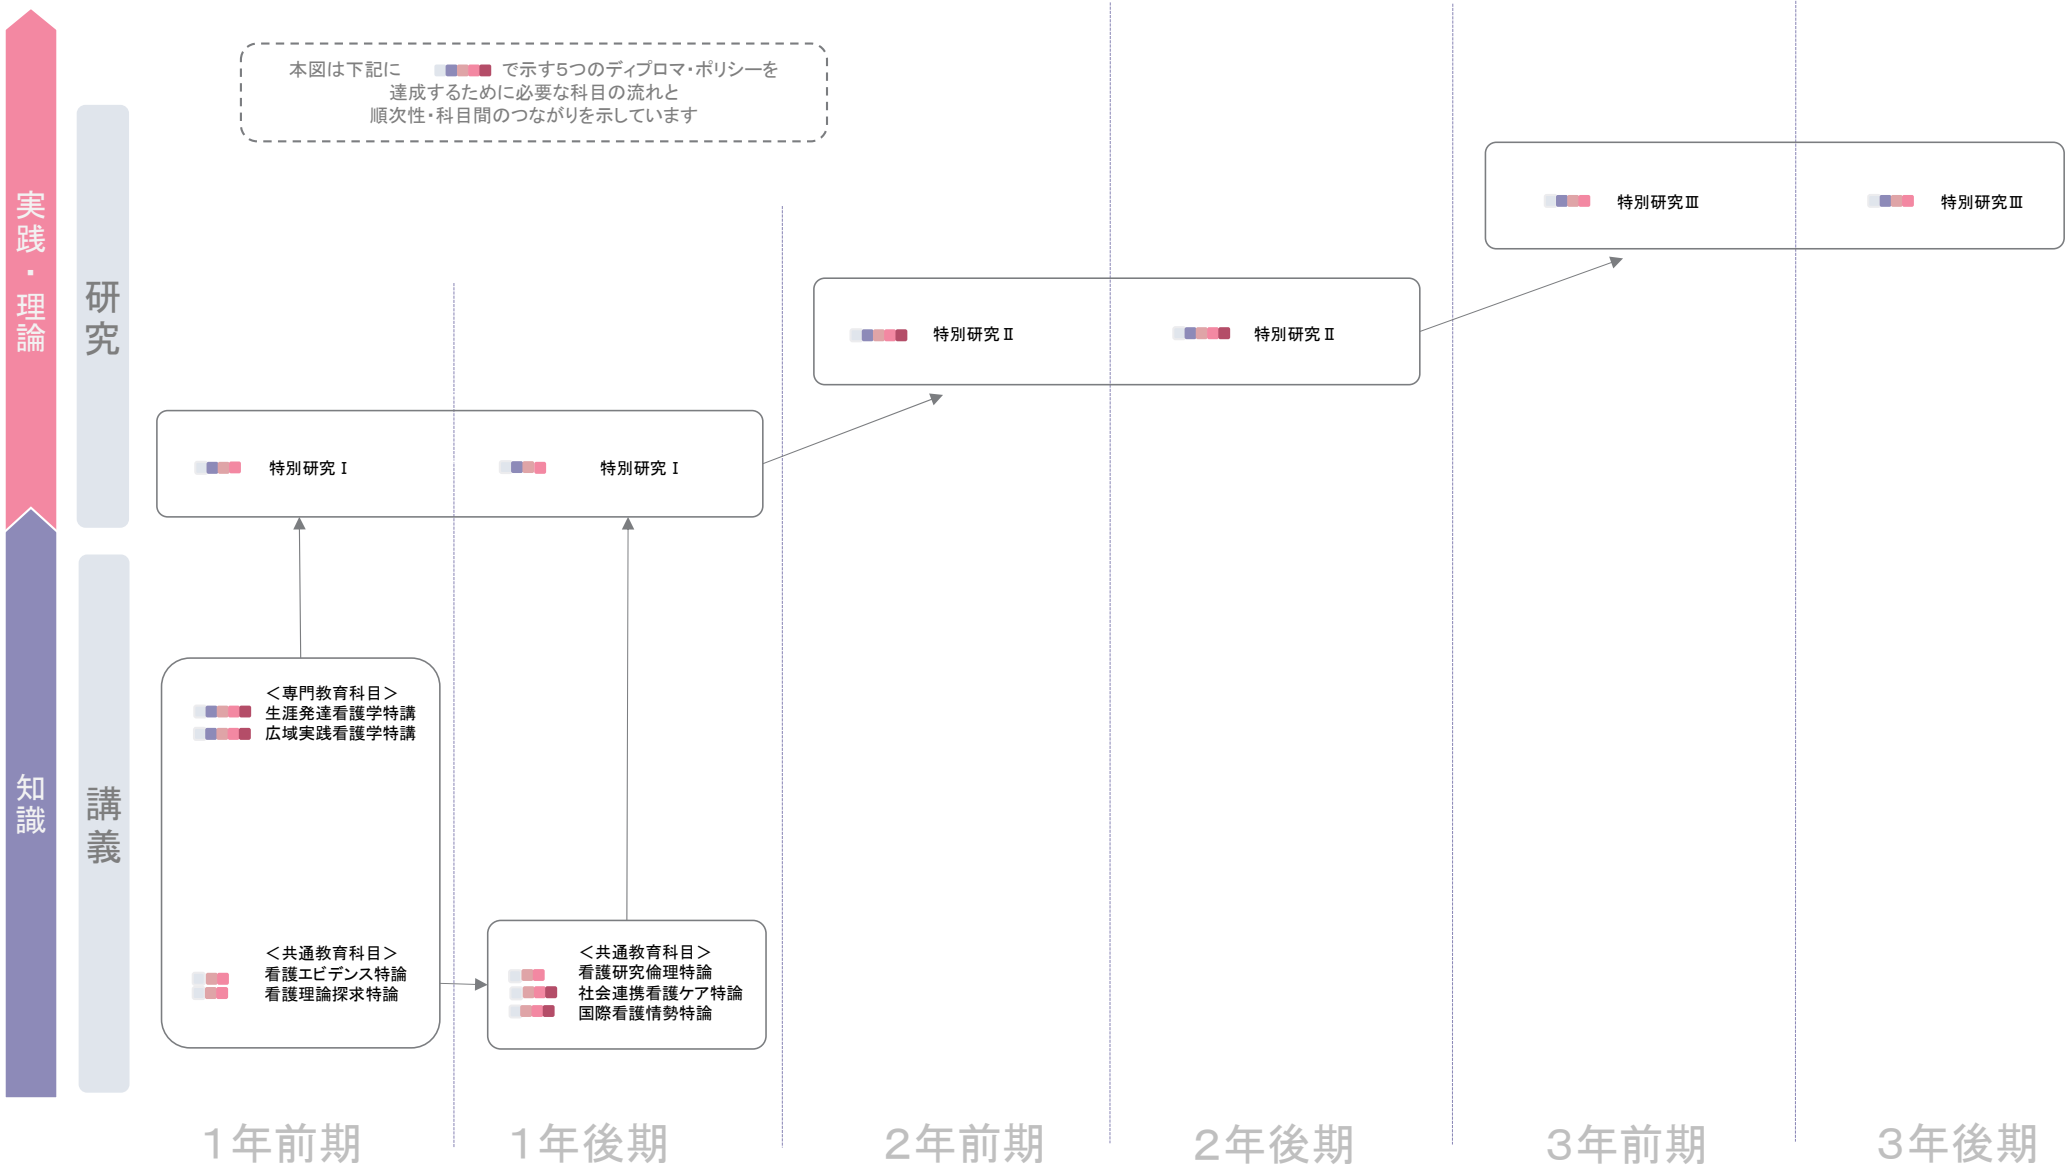 本図は下記に で示す５つのディプロマ・ポリシーを
達成するために必要な科目の流れと
順次性・科目間のつながりを示しています
実践・理論
研究
特別研究Ⅲ
特別研究Ⅲ
特別研究Ⅱ
特別研究Ⅱ
特別研究Ⅰ
特別研究Ⅰ
知識
講義
＜専門教育科目＞
生涯発達看護学特講
広域実践看護学特講
＜共通教育科目＞
看護エビデンス特論
看護理論探求特論
＜共通教育科目＞
看護研究倫理特論
社会連携看護ケア特論
国際看護情勢特論
１年前期
１年後期
２年前期
２年後期
３年前期
３年後期